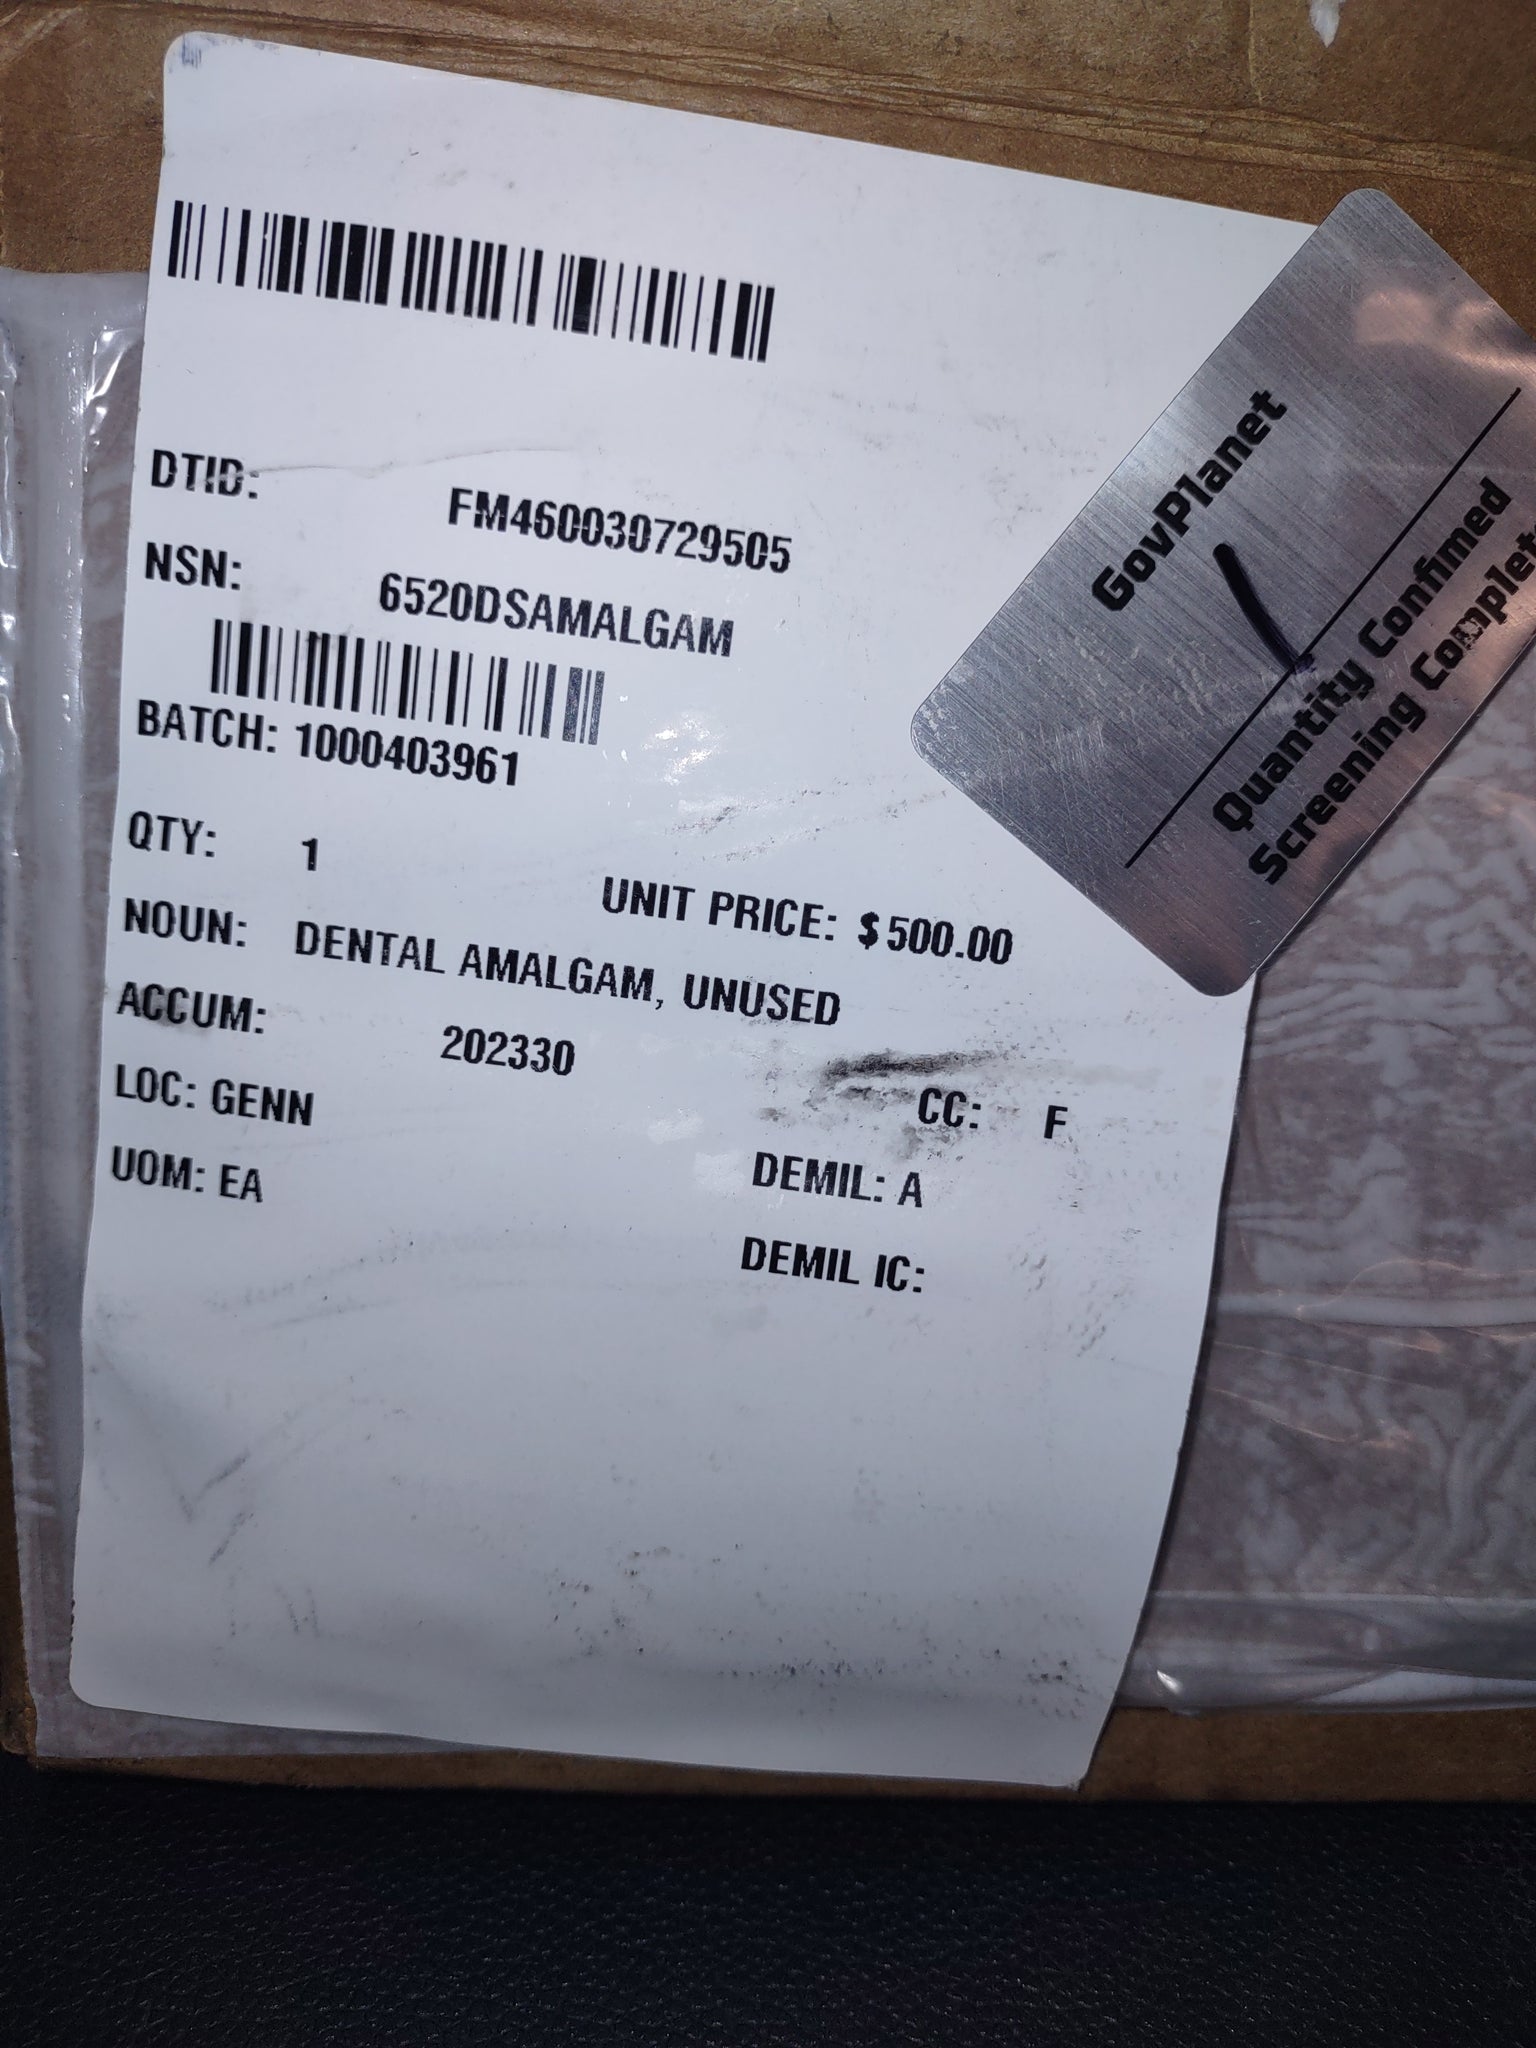 DTID: FM460030729505
NSN: 6520DSAMALGAM
BATCH: 1000403961
QTY: 1
UNIT PRICE: $500.00
NOUN: DENTAL AMALGAM, UNUSED
ACCUM: 202330
CC: F
LOC: GENN
DEMIL: A
UOM: EA
DEMIL IC:
GovPlanet
Quantity Confimed
Screening Complet